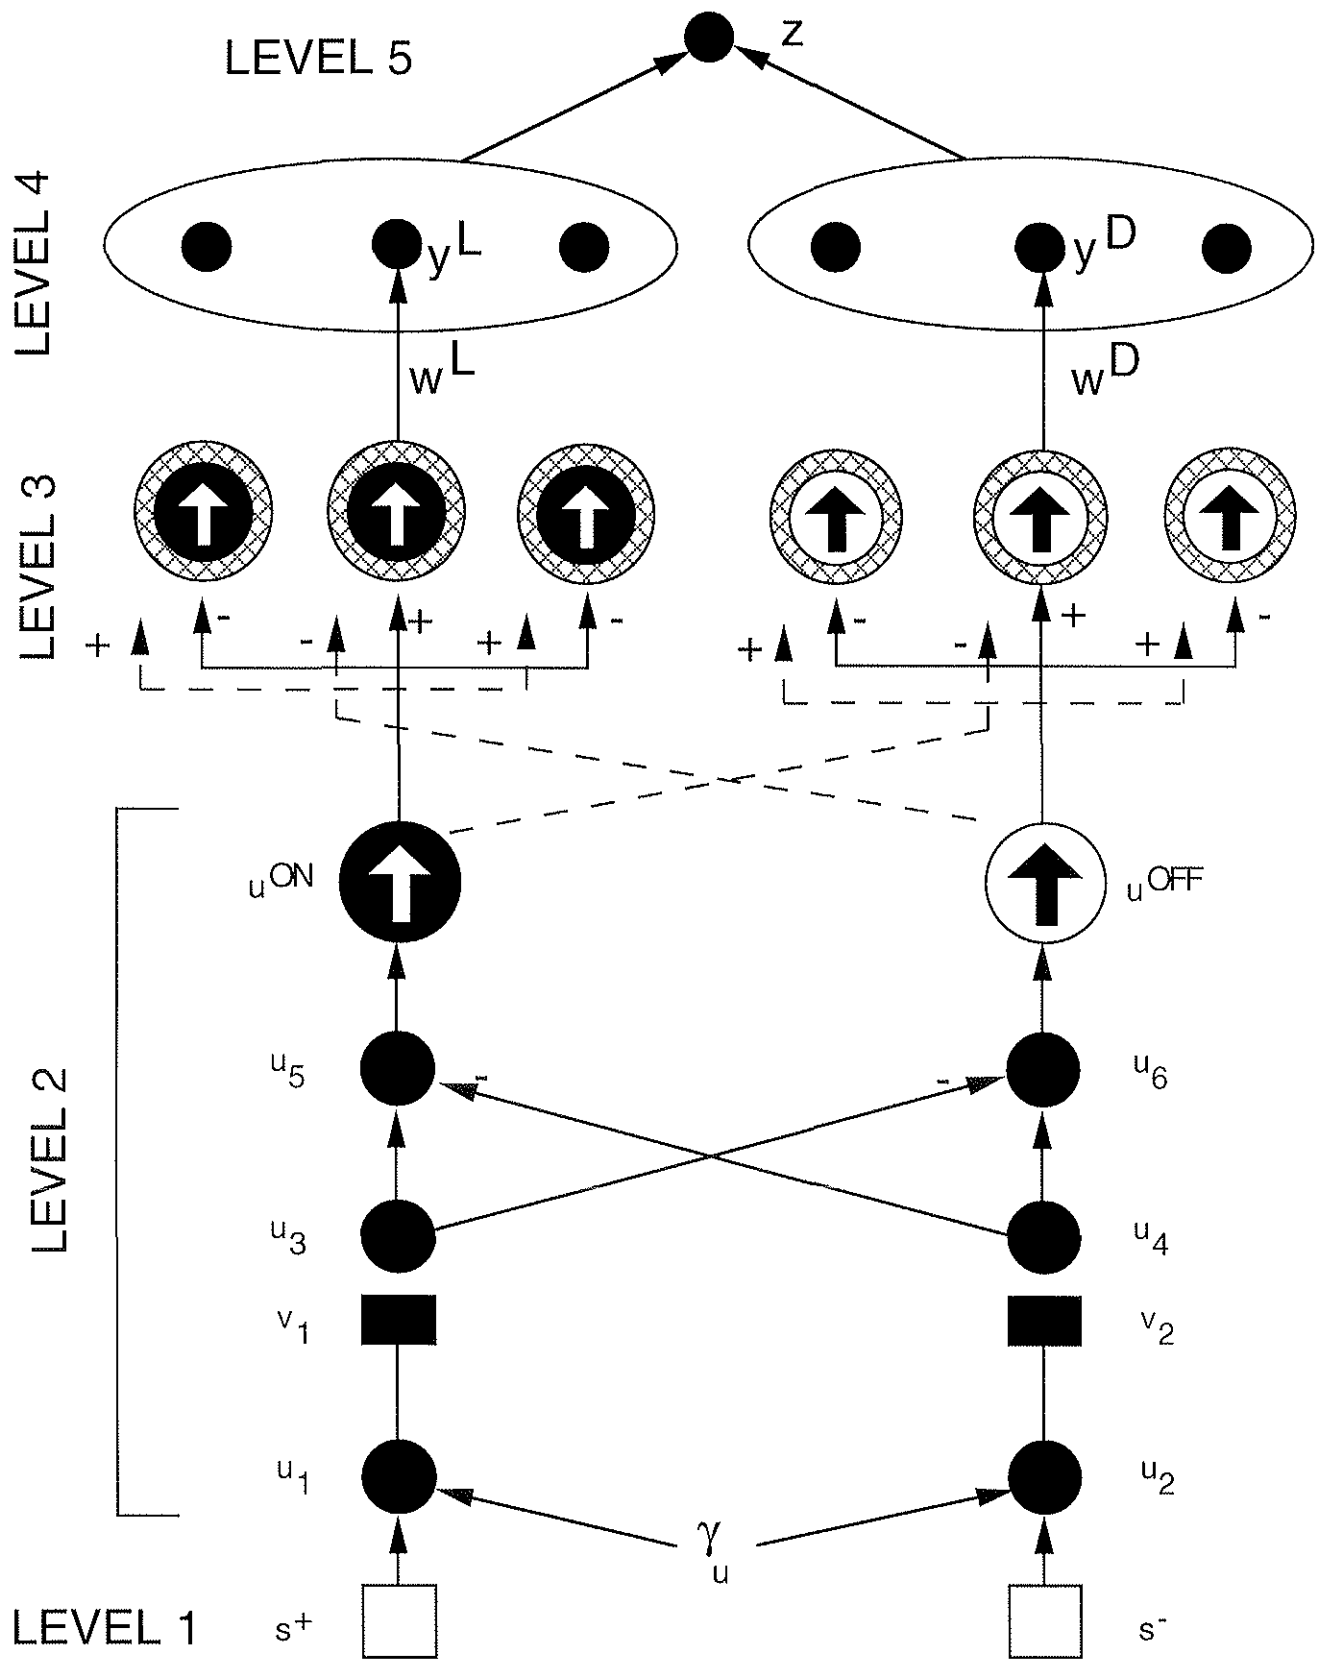 LEVEL 5
z
LEVEL 4
y^L
y^D
w^L
w^D
LEVEL 3
+ - - + + -
+ - - + + -
u^ON
u^OFF
LEVEL 2
u_5
- -
u_6
u_3
u_4
v_1
v_2
u_1
u_2
γ_u
LEVEL 1
s^+
s^-